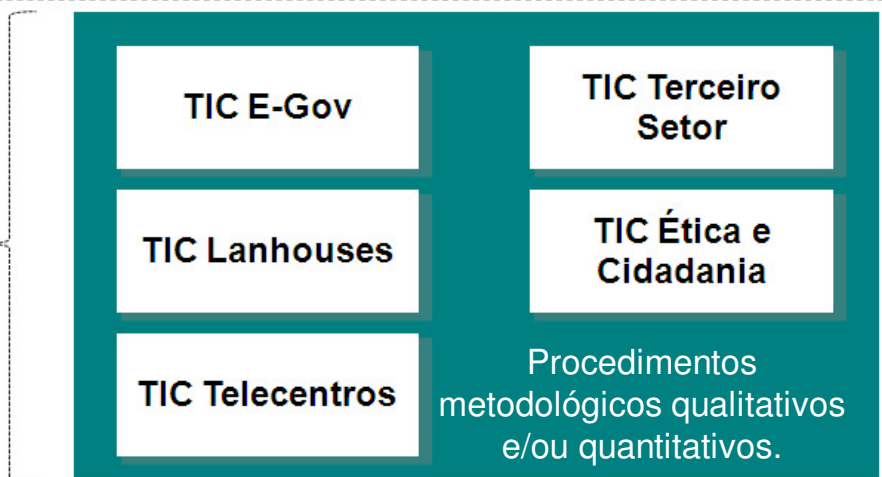 TIC E-Gov
TIC Lanhouses
TIC Telecentros
TIC Terceiro
Setor
TIC Ética e
Cidadania
Procedimentos
metodológicos qualitativos
e/ou quantitativos.